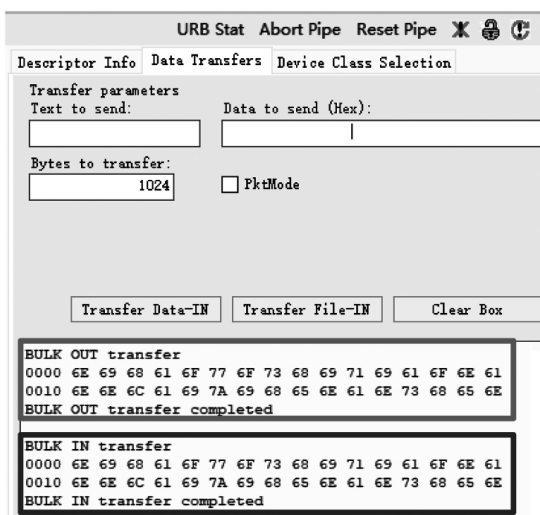 URB Stat Abort Pipe Reset Pipe
Descriptor Info Data Transfers Device Class Selection
Transfer parameters
Text to send: Data to send (Hex):
Bytes to transfer:
1024 PktMode
Transfer Data-IN Transfer File-IN Clear Box
BULK OUT transfer
0000 6E 69 68 61 6F 77 6F 73 68 69 71 69 61 6F 6E 61
0010 6E 6E 6C 61 69 7A 69 68 65 6E 61 6E 73 68 65 6E
BULK OUT transfer completed
BULK IN transfer
0000 6E 69 68 61 6F 77 6F 73 68 69 71 69 61 6F 6E 61
0010 6E 6E 6C 61 69 7A 69 68 65 6E 61 6E 73 68 65 6E
BULK IN transfer completed